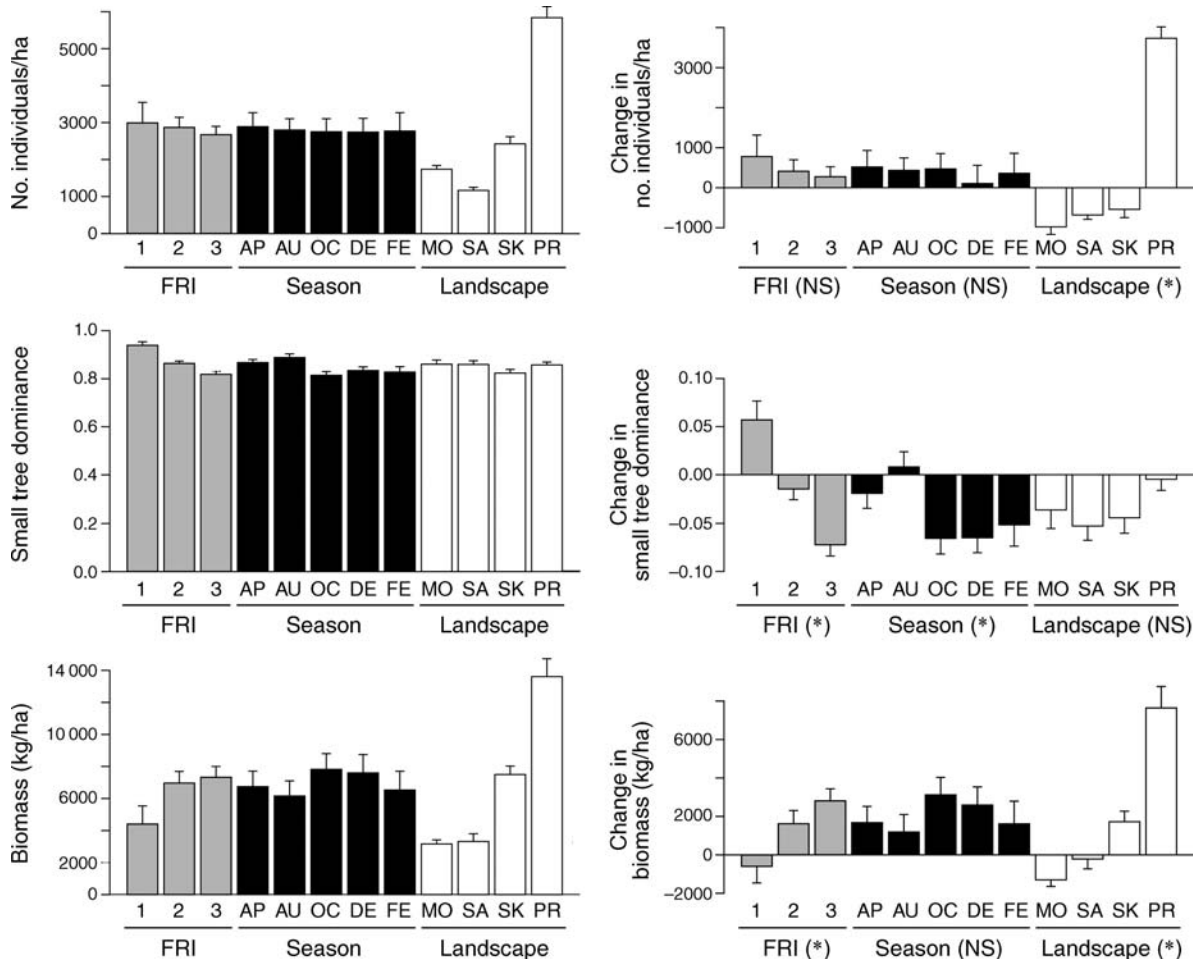 No. individuals/ha
6000
3000
1000
0
1 2 3 AP AU OC DE FE MO SA SK PR
FRI Season Landscape
Change in
no. individuals/ha
3000
1000
0
−1000
1 2 3 AP AU OC DE FE MO SA SK PR
FRI (NS) Season (NS) Landscape (*)
Small tree dominance
1.0
0.8
0.6
0.4
0.2
0.0
1 2 3 AP AU OC DE FE MO SA SK PR
FRI Season Landscape
Change in
small tree dominance
0.10
0.05
0.00
−0.05
−0.10
1 2 3 AP AU OC DE FE MO SA SK PR
FRI (*) Season (*) Landscape (NS)
Biomass (kg/ha)
14 000
10 000
6000
2000
0
1 2 3 AP AU OC DE FE MO SA SK PR
FRI Season Landscape
Change in
biomass (kg/ha)
6000
2000
0
−2000
1 2 3 AP AU OC DE FE MO SA SK PR
FRI (*) Season (NS) Landscape (*)